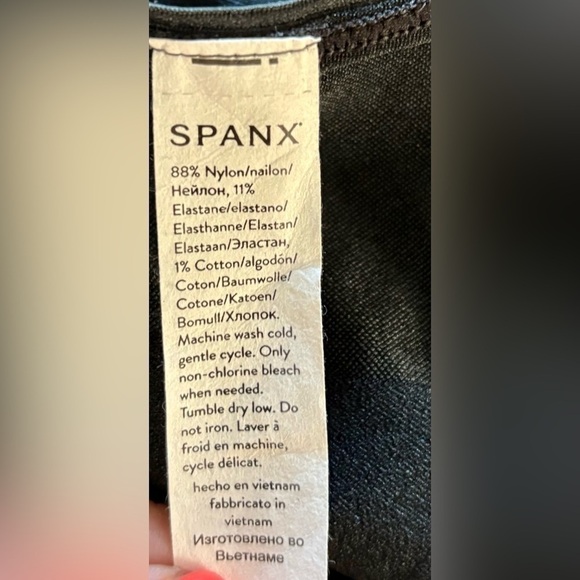 SPANX
88% Nylon/nailon/
Нейлон, 11%
Elastane/elastano/
Elasthanne/Elastan/
Elastaan/Эластан,
1% Cotton/algodón/
Coton/Baumwolle/
Cotone/Katoen/
Bomull/Хлопок.
Machine wash cold,
gentle cycle. Only
non-chlorine bleach
when needed.
Tumble dry low. Do
not iron. Laver à
froid en machine,
cycle délicat.
hecho en vietnam
fabbricato in
vietnam
Изготовлено во
Вьетнаме